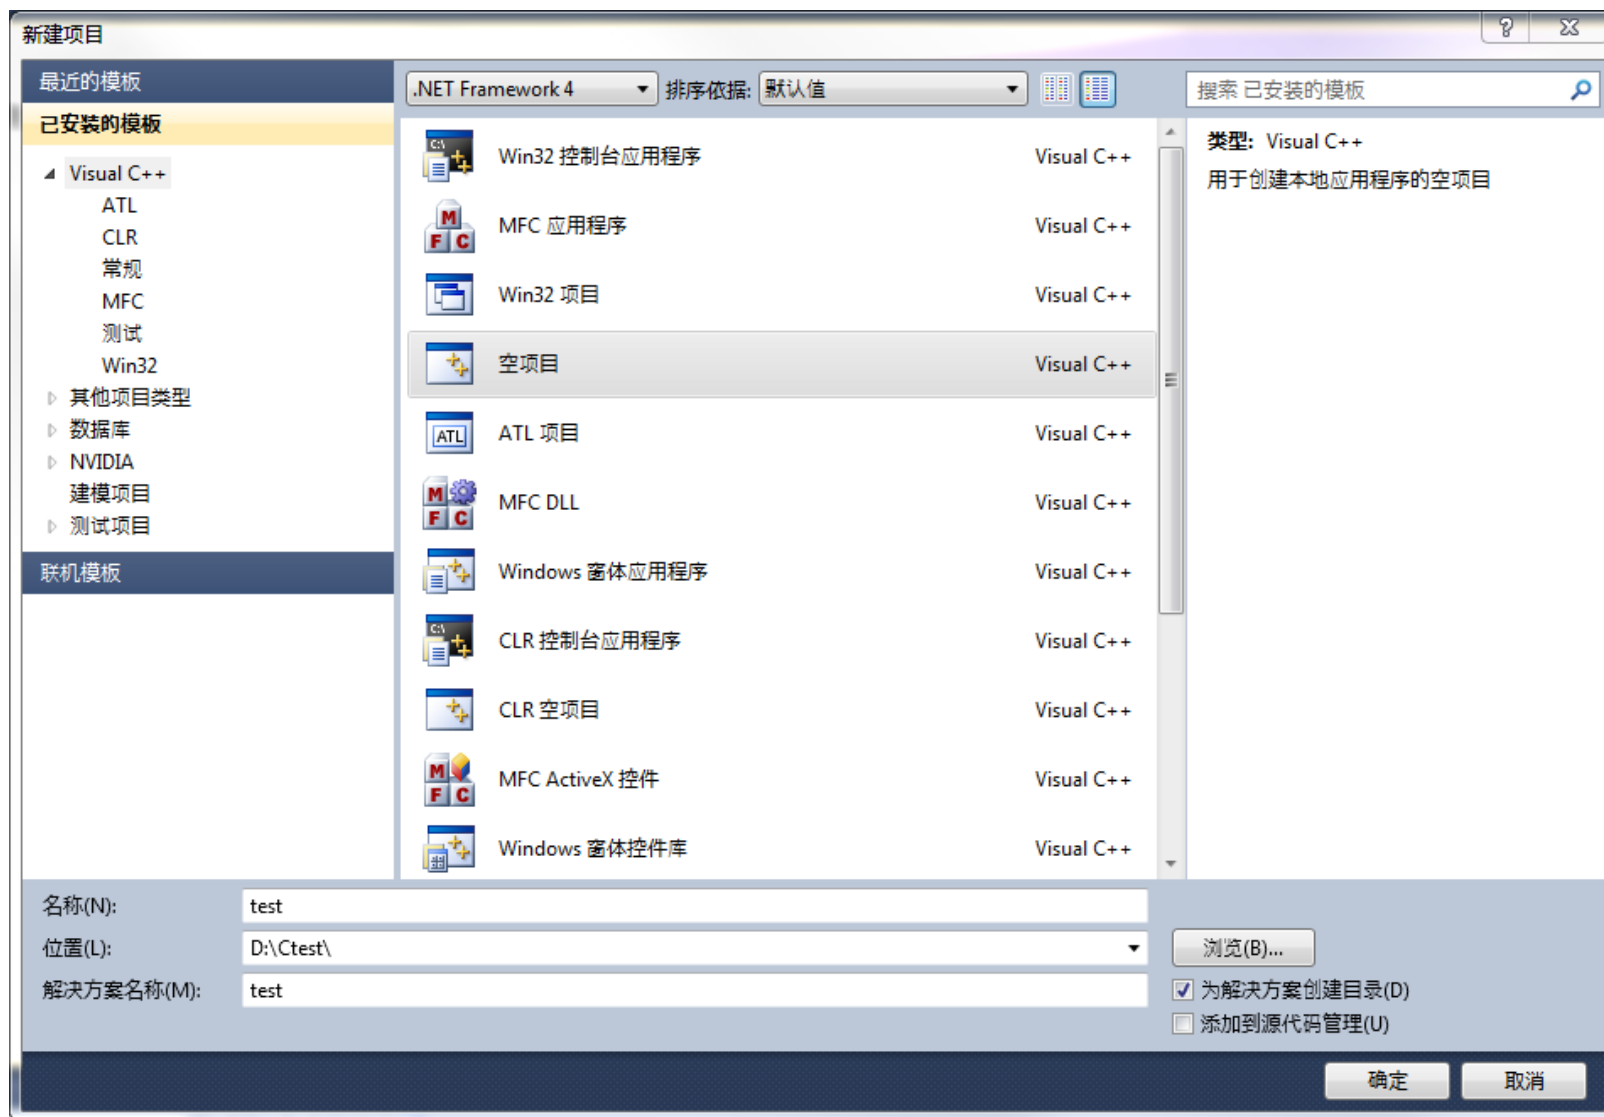 新建项目
最近的模板
已安装的模板
Visual C++
ATL
CLR
常规
MFC
测试
Win32
其他项目类型
数据库
NVIDIA
建模项目
测试项目
联机模板
.NET Framework 4 排序依据: 默认值
Win32 控制台应用程序 Visual C++
MFC 应用程序 Visual C++
Win32 项目 Visual C++
空项目 Visual C++
ATL 项目 Visual C++
MFC DLL Visual C++
Windows 窗体应用程序 Visual C++
CLR 控制台应用程序 Visual C++
CLR 空项目 Visual C++
MFC ActiveX 控件 Visual C++
Windows 窗体控件库 Visual C++
搜索 已安装的模板
类型: Visual C++
用于创建本地应用程序的空项目
名称(N): test
位置(L): D:\Ctest\ 浏览(B)...
解决方案名称(M): test
为解决方案创建目录(D)
添加到源代码管理(U)
确定 取消